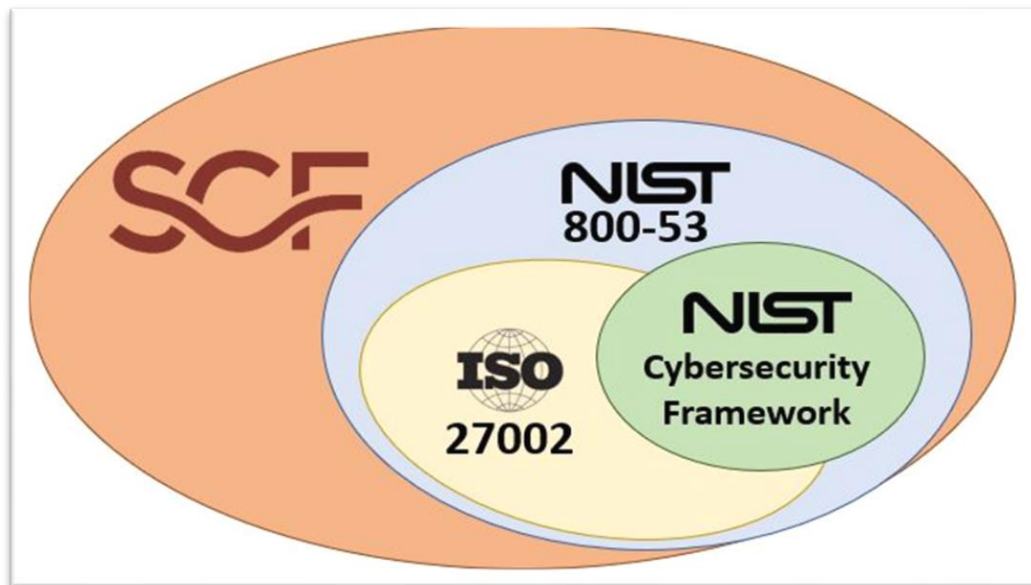 SCF
NIST
800-53
NIST
Cybersecurity
Framework
ISO
27002